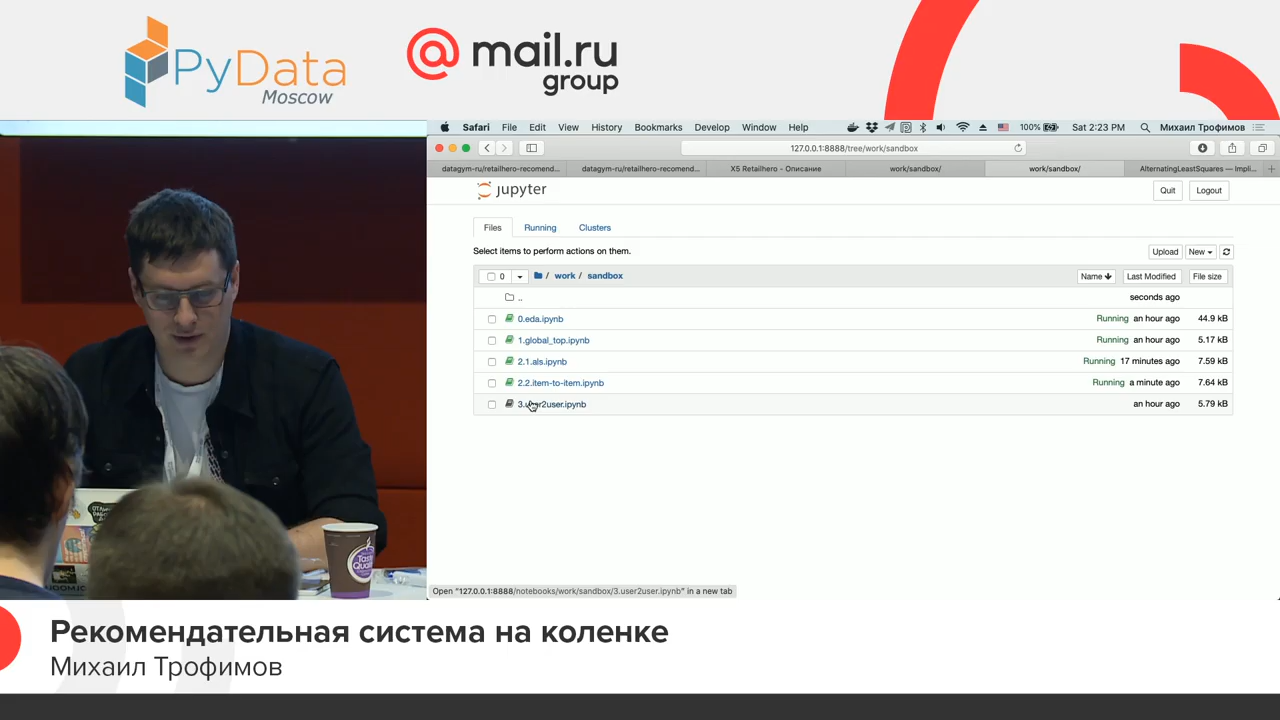 PyData
Moscow
@mail.ru
group
Safari File Edit View History Bookmarks Develop Window Help 100% Sat 2:23 PM Михаил Трофимов
127.0.0.1:8888/tree/work/sandbox
datagym-ru/retailhero-recomend... datagym-ru/retailhero-recomend... X5 Retailhero - Описание work/sandbox/ work/sandbox/ AlternatingLeastSquares — Impli...
jupyter Quit Logout
Files Running Clusters
Select items to perform actions on them. Upload New
0 / work / sandbox Name Last Modified File size
.. seconds ago
0.eda.ipynb Running an hour ago 44.9 kB
1.global_top.ipynb Running an hour ago 5.17 kB
2.1.als.ipynb Running 17 minutes ago 7.59 kB
2.2.item-to-item.ipynb Running a minute ago 7.64 kB
3.user2user.ipynb an hour ago 5.79 kB
Open "127.0.0.1:8888/notebooks/work/sandbox/3.user2user.ipynb" in a new tab
Taste
Quality
Рекомендательная система на коленке
Михаил Трофимов